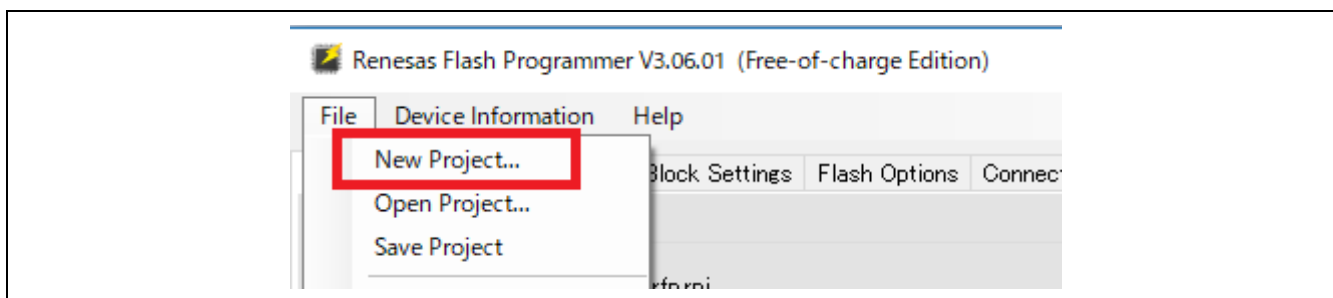 Renesas Flash Programmer V3.06.01 (Free-of-charge Edition)
File Device Information Help
New Project...
Block Settings Flash Options
Open Project...
Save Project